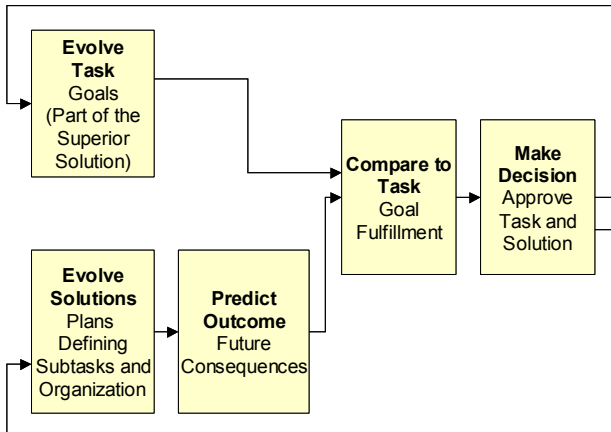 Evolve
Task
Goals
(Part of the
Superior
Solution)
Compare to
Task
Goal
Fulfillment
Make
Decision
Approve
Task and
Solution
Evolve
Solutions
Plans
Defining
Subtasks and
Organization
Predict
Outcome
Future
Consequences